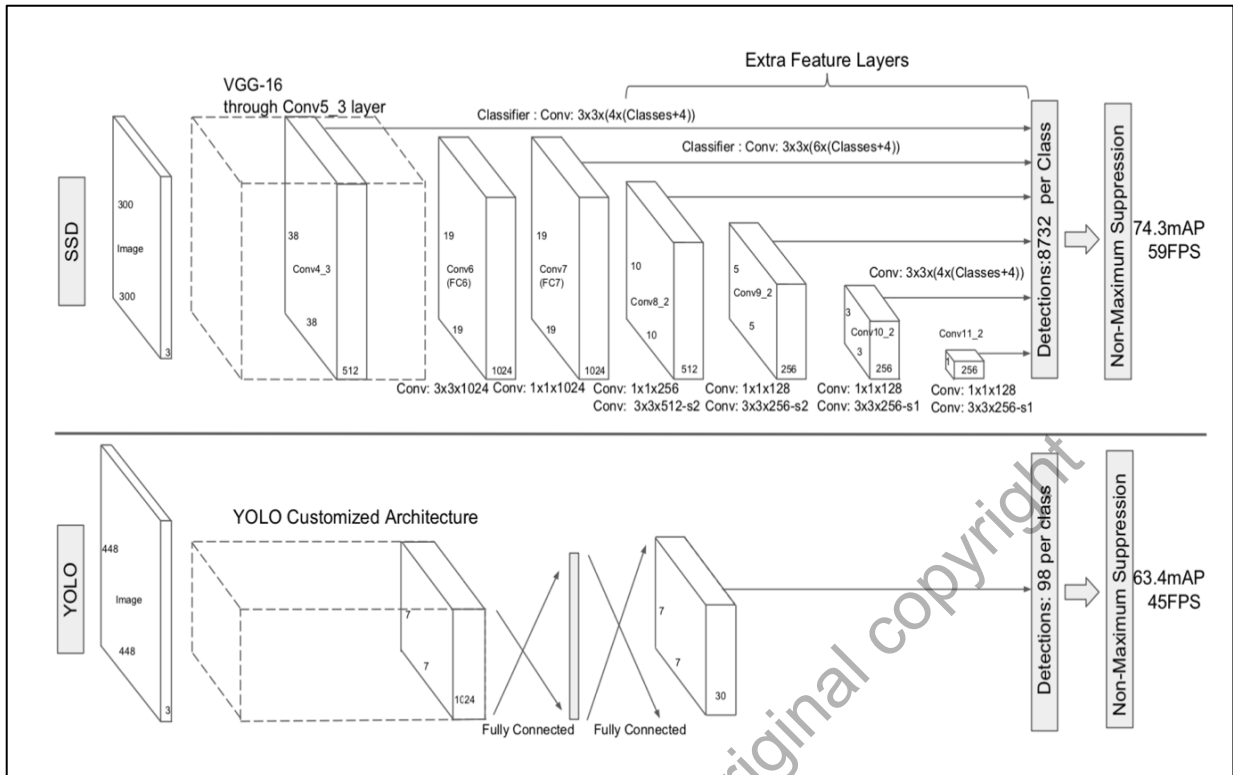 Extra Feature Layers
VGG-16
through Conv5_3 layer
Classifier : Conv: 3x3x(4x(Classes+4))
Classifier : Conv: 3x3x(6x(Classes+4))
SSD
300
Image
300
3
38
Conv4_3
38
512
19
Conv6
(FC6)
19
1024
19
Conv7
(FC7)
19
1024
10
Conv8_2
10
512
5
Conv9_2
5
256
Conv: 3x3x(4x(Classes+4))
3
Conv10_2
3
256
Conv11_2
1
256
Conv: 3x3x1024
Conv: 1x1x1024
Conv: 1x1x256
Conv: 3x3x512-s2
Conv: 1x1x128
Conv: 3x3x256-s2
Conv: 1x1x128
Conv: 3x3x256-s1
Conv: 1x1x128
Conv: 3x3x256-s1
Detections:8732 per Class
Non-Maximum Suppression
74.3mAP
59FPS
YOLO
448
Image
448
3
YOLO Customized Architecture
7
7
1024
Fully Connected
Fully Connected
7
7
30
Detections: 98 per class
Non-Maximum Suppression
63.4mAP
45FPS
original copyright